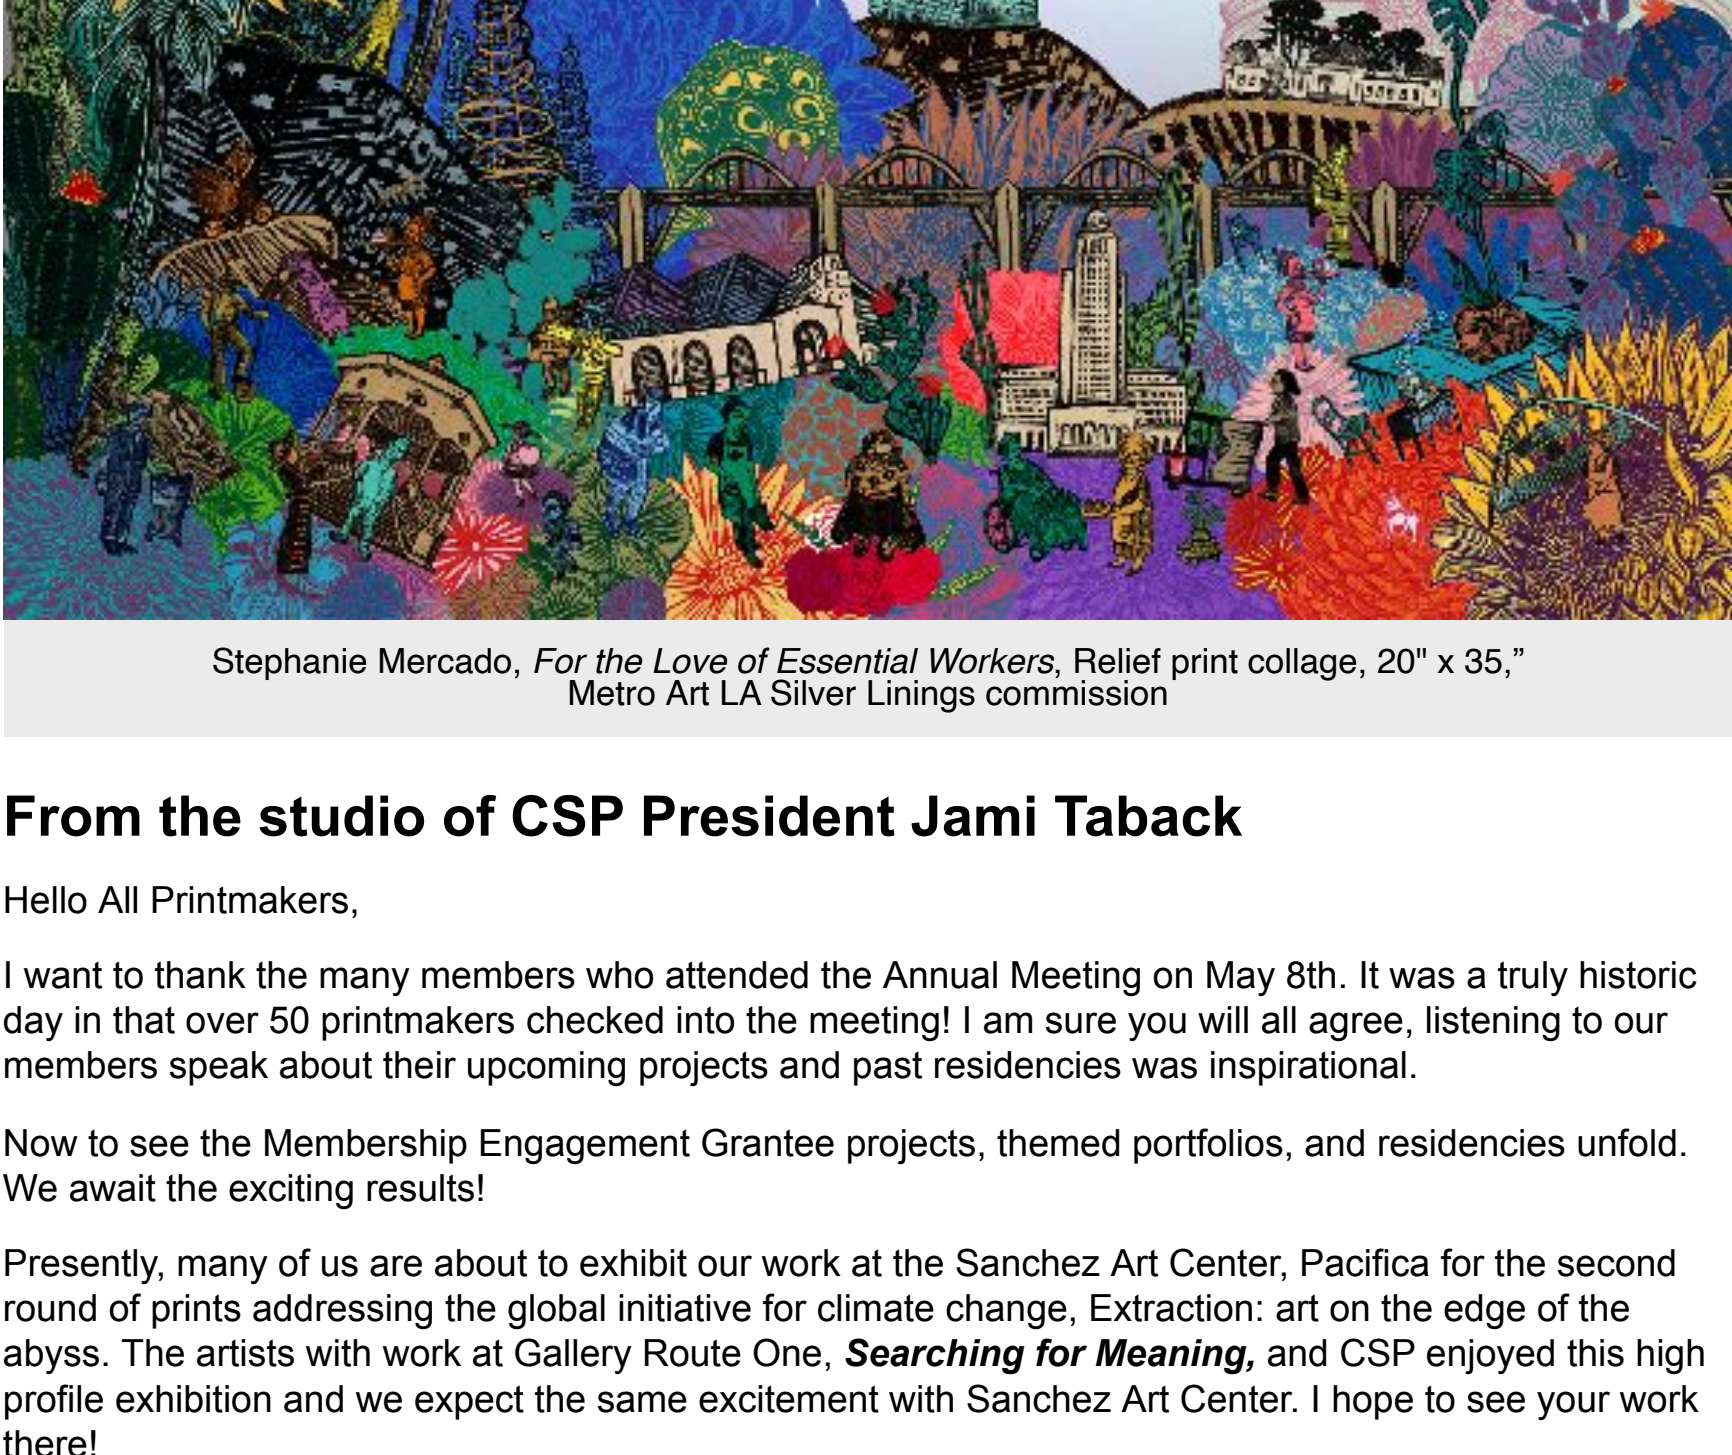 Stephanie Mercado, For the Love of Essential Workers, Relief print collage, 20" x 35,”
Metro Art LA Silver Linings commission
From the studio of CSP President Jami Taback
Hello All Printmakers,
I want to thank the many members who attended the Annual Meeting on May 8th. It was a truly historic
day in that over 50 printmakers checked into the meeting! I am sure you will all agree, listening to our
members speak about their upcoming projects and past residencies was inspirational.
Now to see the Membership Engagement Grantee projects, themed portfolios, and residencies unfold.
We await the exciting results!
Presently, many of us are about to exhibit our work at the Sanchez Art Center, Pacifica for the second
round of prints addressing the global initiative for climate change, Extraction: art on the edge of the
abyss. The artists with work at Gallery Route One, Searching for Meaning, and CSP enjoyed this high
profile exhibition and we expect the same excitement with Sanchez Art Center. I hope to see your work
there!